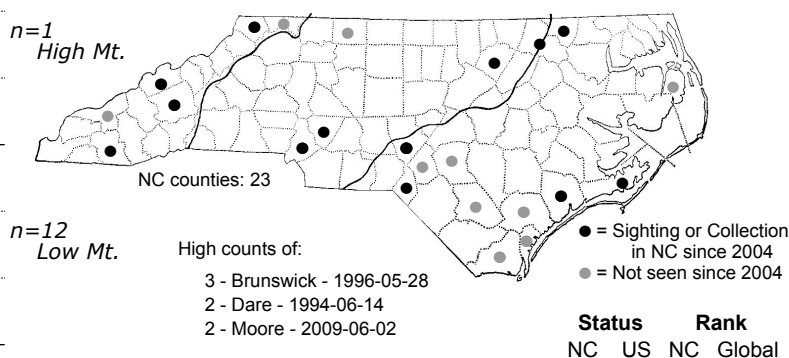 n=1
High Mt.
NC counties: 23
n=12
Low Mt.
High counts of:
3 - Brunswick - 1996-05-28
2 - Dare - 1994-06-14
2 - Moore - 2009-06-02
● = Sighting or Collection
in NC since 2004
● = Not seen since 2004
Status Rank
NC US NC Global